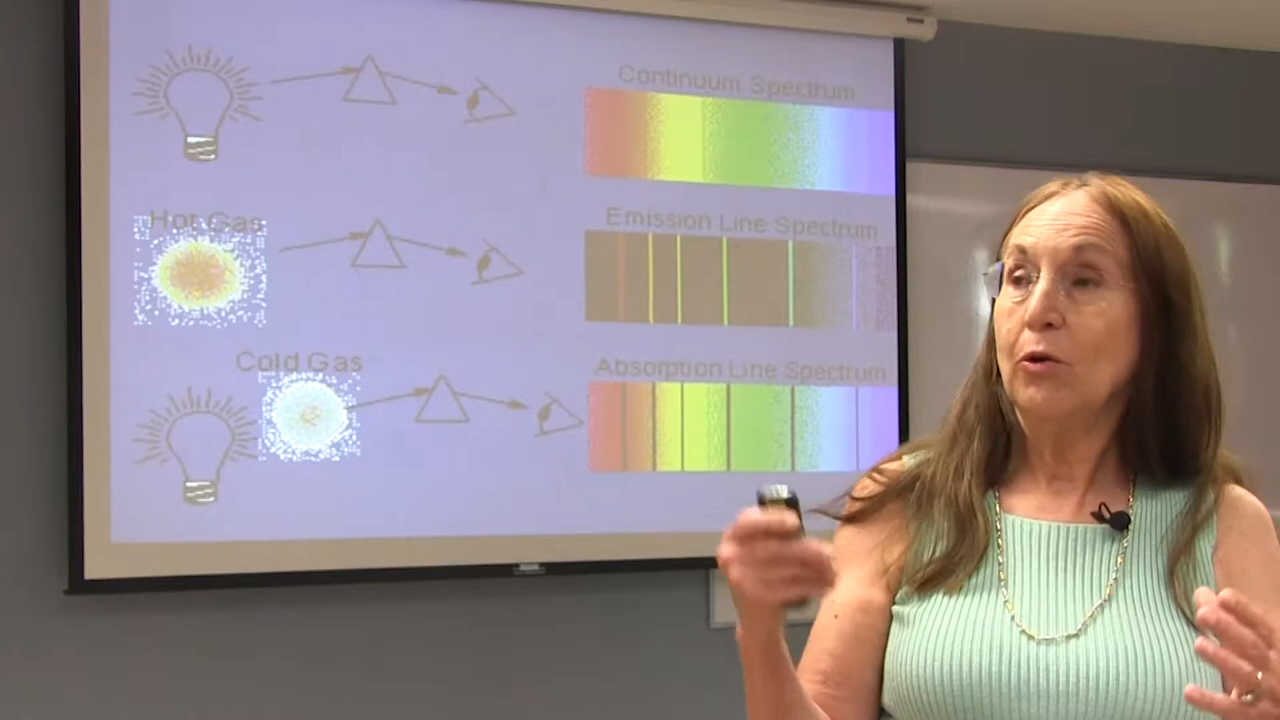 Continuum Spectrum
Hot Gas
Emission Line Spectrum
Cold Gas
Absorption Line Spectrum